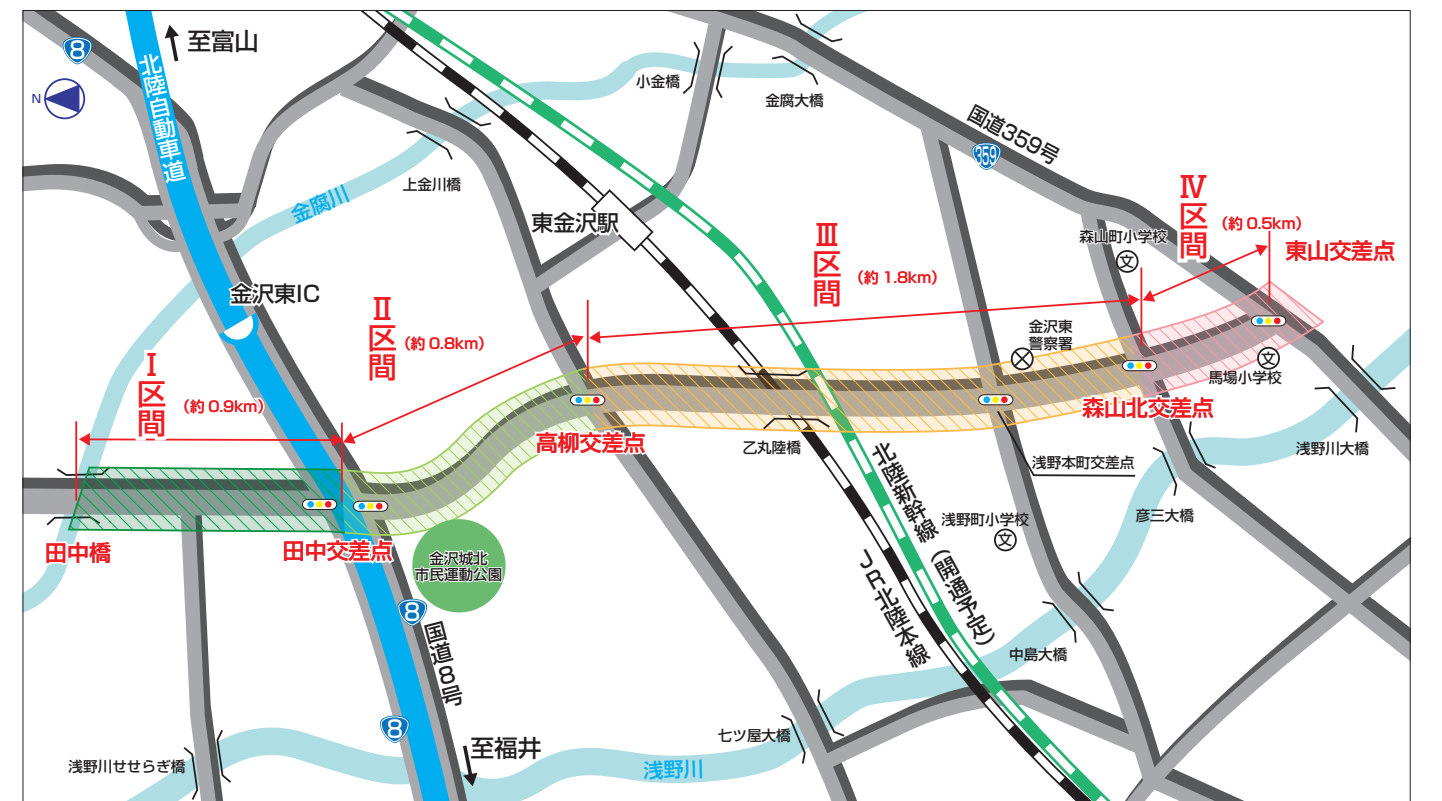 8
至富山
北陸自動車道
N
小金橋
金腐大橋
国道359号
359
上金川橋
金腐川
東金沢駅
Ⅳ区間
(約 0.5km)
森山町小学校
文
東山交差点
Ⅲ区間
(約 1.8km)
金沢東IC
Ⅱ区間
(約 0.8km)
金沢東
警察署
Ⅰ区間
(約 0.9km)
馬場小学校
文
森山北交差点
高柳交差点
乙丸陸橋
浅野川大橋
浅野本町交差点
北陸新幹線(開通予定)
田中橋
田中交差点
金沢城北
市民運動公園
浅野町小学校
文
彦三大橋
JR北陸本線
8
国道8号
中島大橋
8
至福井
七ツ屋大橋
浅野川せせらぎ橋
浅野川